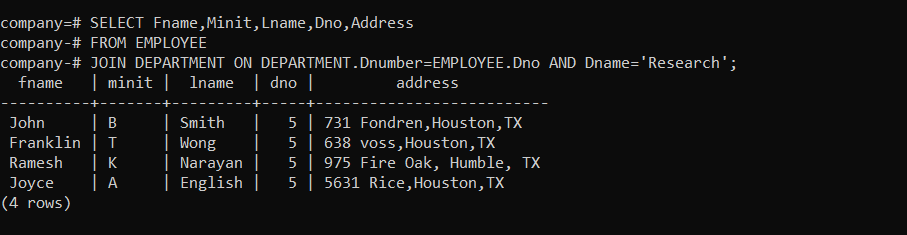 company=# SELECT Fname,Minit,Lname,Dno,Address
company-# FROM EMPLOYEE
company-# JOIN DEPARTMENT ON DEPARTMENT.Dnumber=EMPLOYEE.Dno AND Dname='Research';
  fname   | minit |  lname  | dno |         address
----------+-------+---------+-----+--------------------------
 John     | B     | Smith   |   5 | 731 Fondren,Houston,TX
 Franklin | T     | Wong    |   5 | 638 voss,Houston,TX
 Ramesh   | K     | Narayan |   5 | 975 Fire Oak, Humble, TX
 Joyce    | A     | English |   5 | 5631 Rice,Houston,TX
(4 rows)